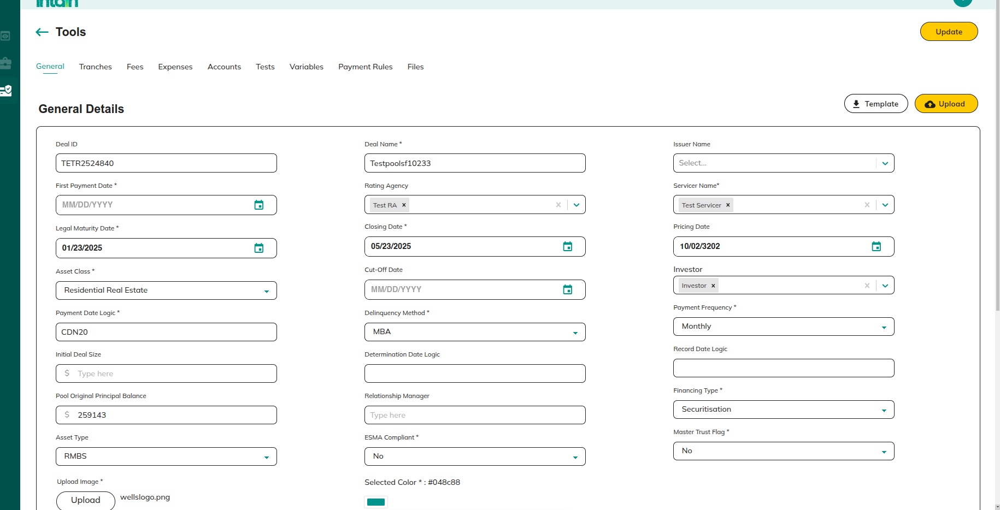 intain
Tools
Update
General Tranches Fees Expenses Accounts Tests Variables Payment Rules Files
General Details
Template Upload
Deal ID Deal Name * Issuer Name
TETR2524840 Testpoolsf10233 Select...
First Payment Date * Rating Agency Servicer Name*
MM/DD/YYYY Test RA × Test Servicer ×
Legal Maturity Date * Closing Date * Pricing Date
01/23/2025 05/23/2025 10/02/3202
Asset Class * Cut-Off Date Investor
Residential Real Estate MM/DD/YYYY Investor ×
Payment Date Logic * Delinquency Method * Payment Frequency *
CDN20 MBA Monthly
Initial Deal Size Determination Date Logic Record Date Logic
$ Type here
Pool Original Principal Balance Relationship Manager Financing Type *
$ 259143 Type here Securitisation
Asset Type ESMA Compliant * Master Trust Flag *
RMBS No No
Upload Image * Selected Color * : #048c88
Upload wellslogo.png